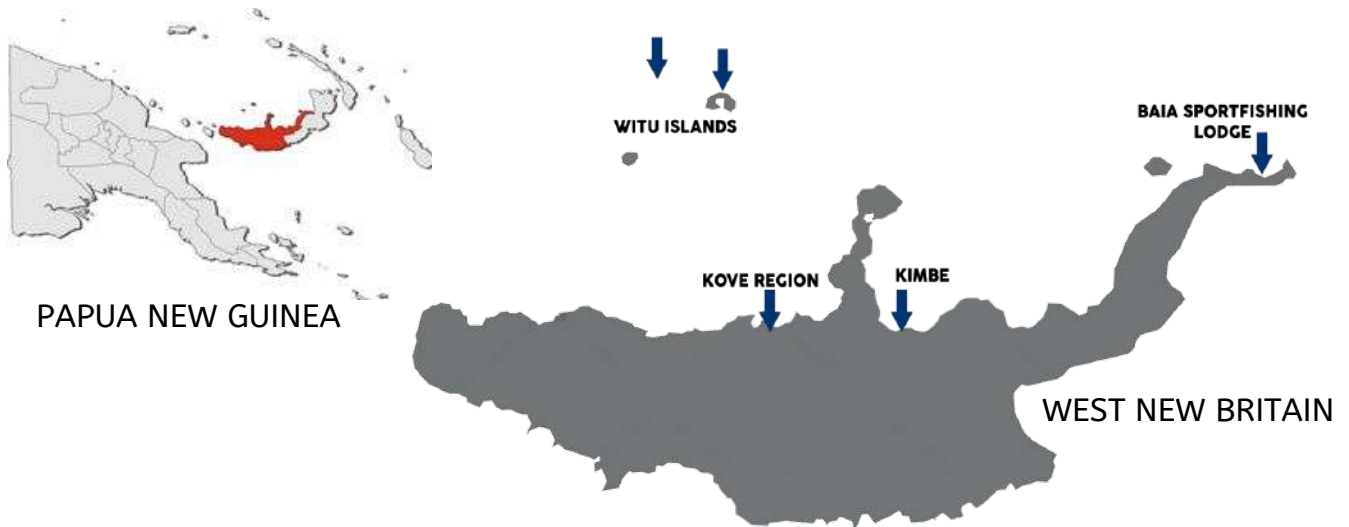 WITU ISLANDS
BAIA SPORTFISHING
LODGE
KOVE REGION
KIMBE
PAPUA NEW GUINEA
WEST NEW BRITAIN